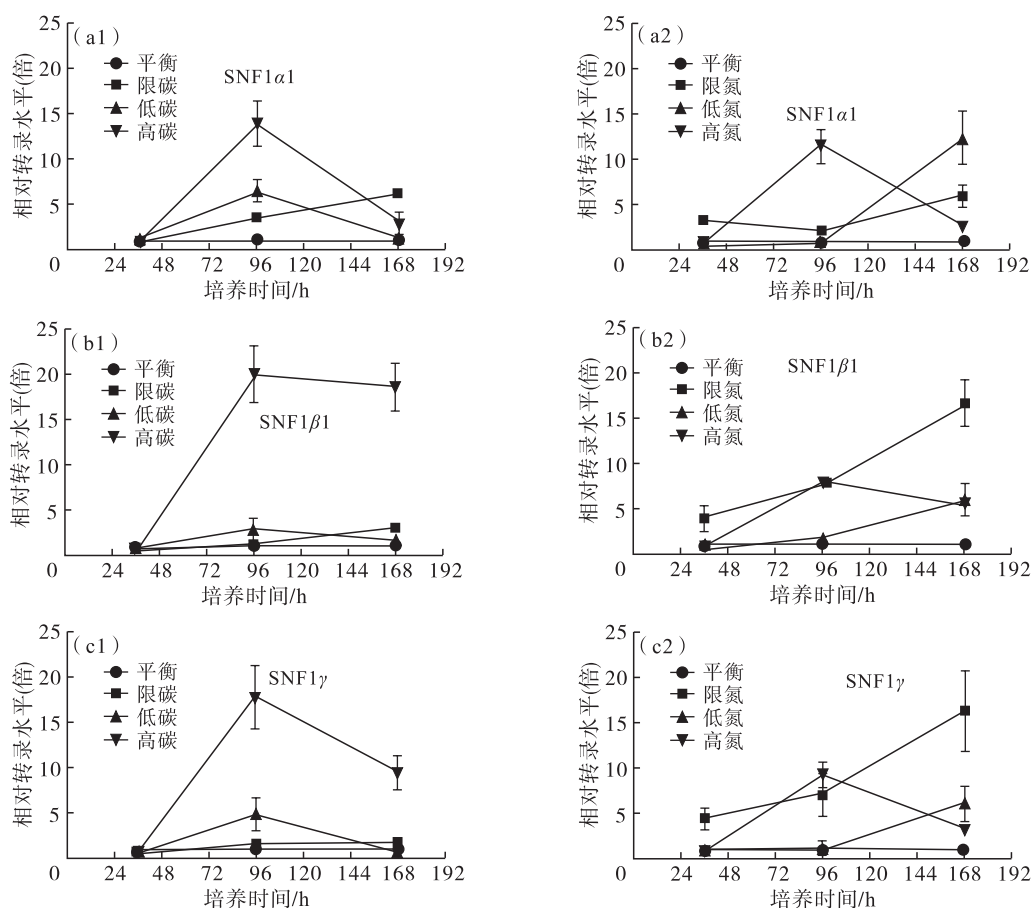 (a1)
相对转录水平(倍)
25
20
15
10
5
0
平衡
限碳
低碳
高碳
SNF1α1
24 48 72 96 120 144 168 192
培养时间/h
(a2)
相对转录水平(倍)
25
20
15
10
5
0
平衡
限氮
低氮
高氮
SNF1α1
24 48 72 96 120 144 168 192
培养时间/h
(b1)
相对转录水平(倍)
25
20
15
10
5
0
平衡
限碳
低碳
高碳
SNF1β1
24 48 72 96 120 144 168 192
培养时间/h
(b2)
相对转录水平(倍)
25
20
15
10
5
0
平衡
限氮
低氮
高氮
SNF1β1
24 48 72 96 120 144 168 192
培养时间/h
(c1)
相对转录水平(倍)
25
20
15
10
5
0
平衡
限碳
低碳
高碳
SNF1γ
24 48 72 96 120 144 168 192
培养时间/h
(c2)
相对转录水平(倍)
25
20
15
10
5
0
平衡
限氮
低氮
高氮
SNF1γ
24 48 72 96 120 144 168 192
培养时间/h